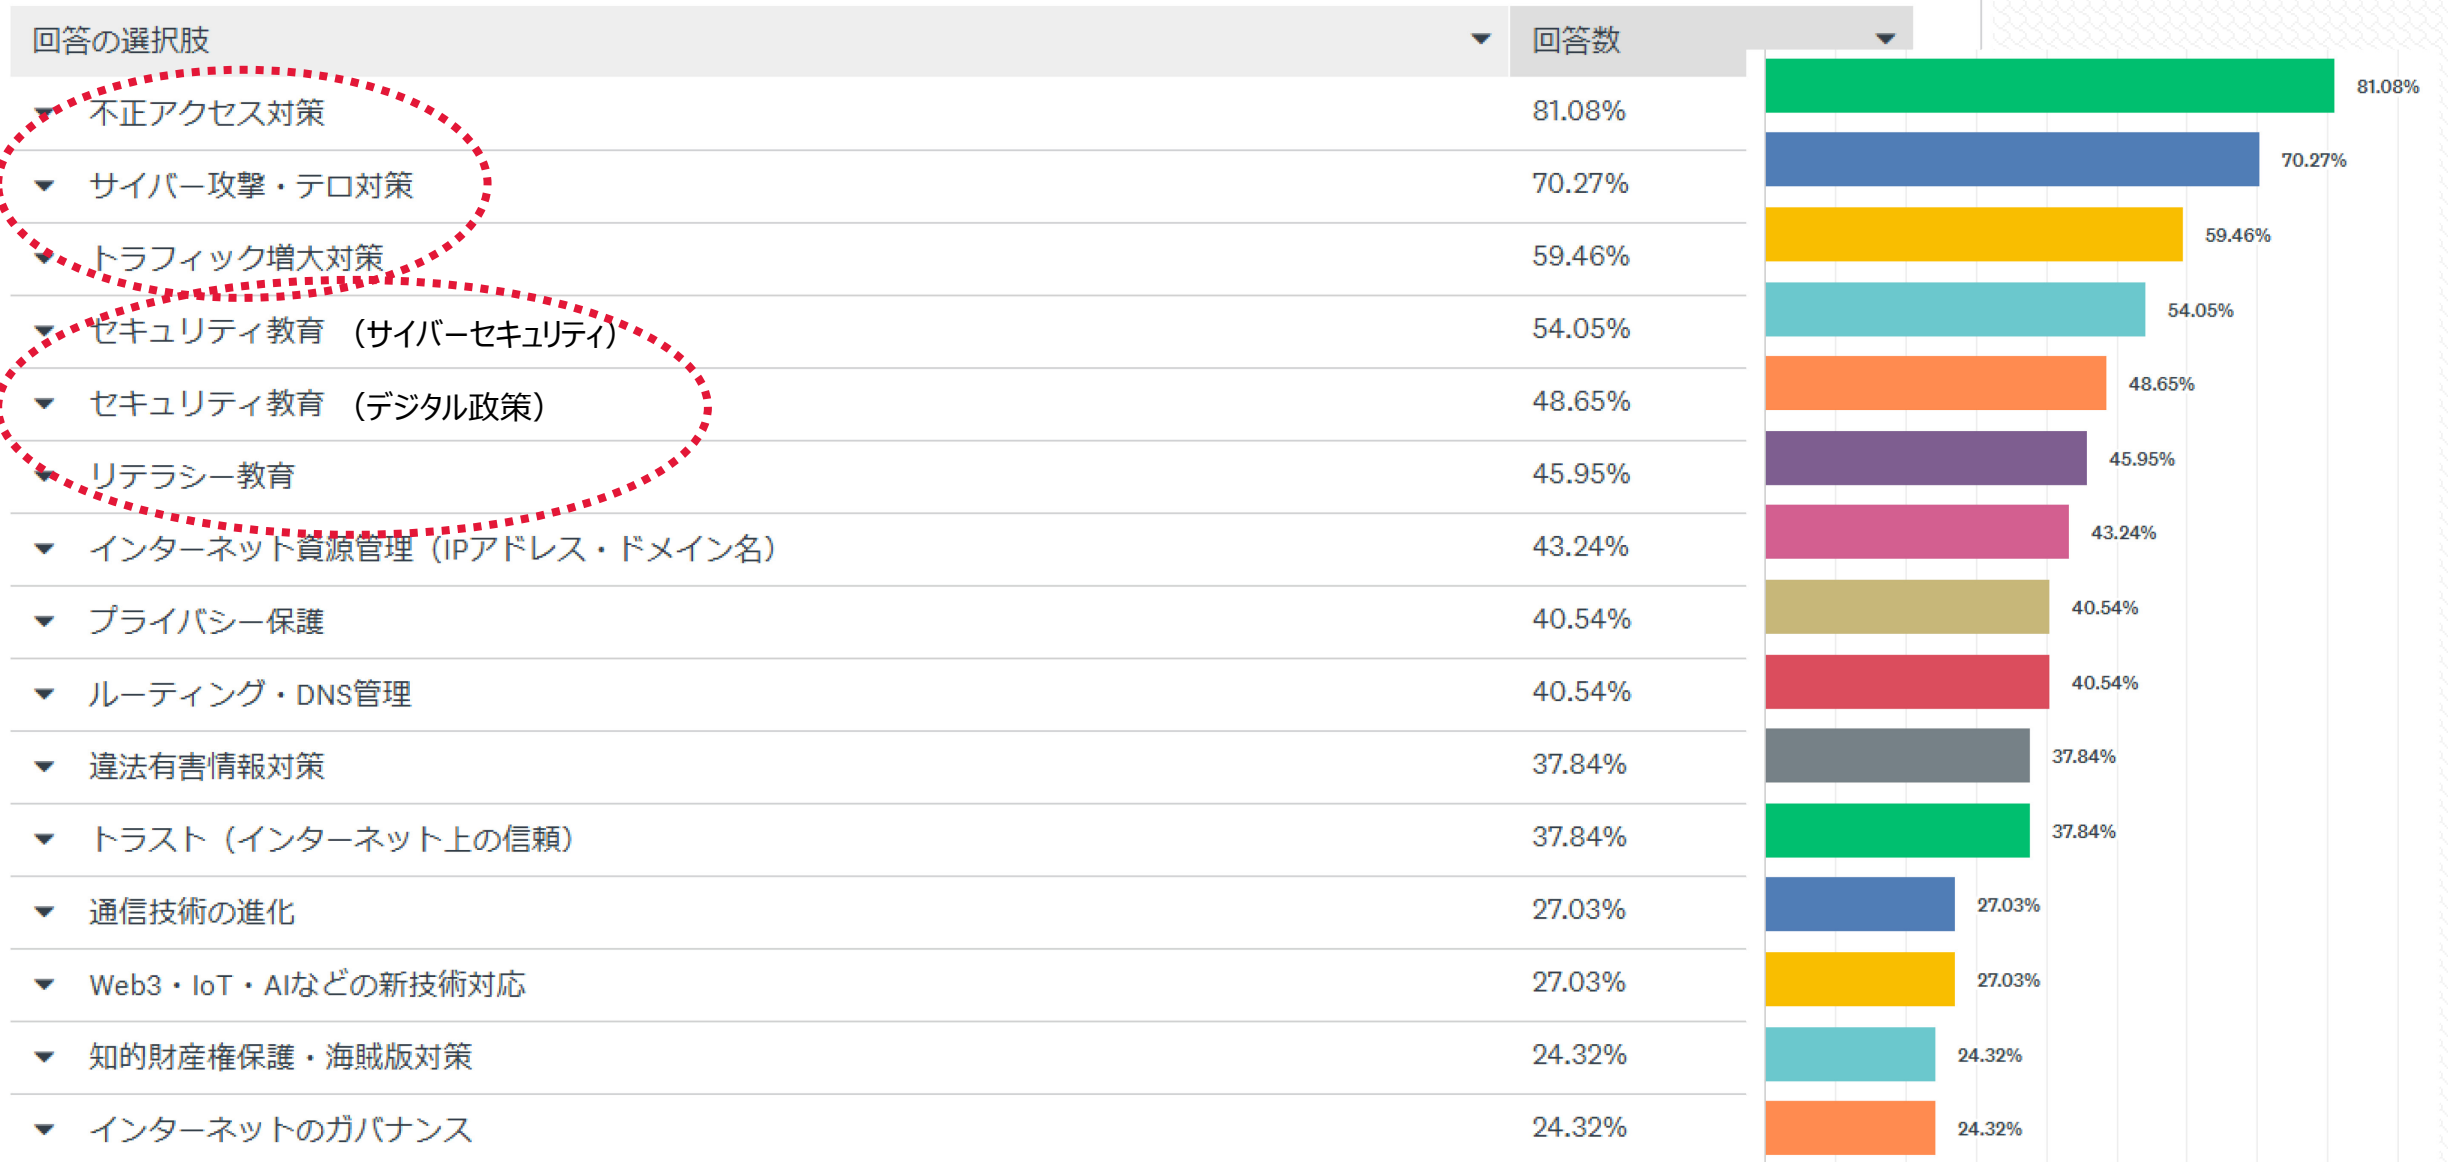 回答の選択肢 回答数
不正アクセス対策 81.08% 81.08%
サイバー攻撃・テロ対策 70.27% 70.27%
トラフィック増大対策 59.46% 59.46%
セキュリティ教育 (サイバーセキュリティ) 54.05% 54.05%
セキュリティ教育 (デジタル政策) 48.65% 48.65%
リテラシー教育 45.95% 45.95%
インターネット資源管理（IPアドレス・ドメイン名） 43.24% 43.24%
プライバシー保護 40.54% 40.54%
ルーティング・DNS管理 40.54% 40.54%
違法有害情報対策 37.84% 37.84%
トラスト（インターネット上の信頼） 37.84% 37.84%
通信技術の進化 27.03% 27.03%
Web3・IoT・AIなどの新技術対応 27.03% 27.03%
知的財産権保護・海賊版対策 24.32% 24.32%
インターネットのガバナンス 24.32% 24.32%